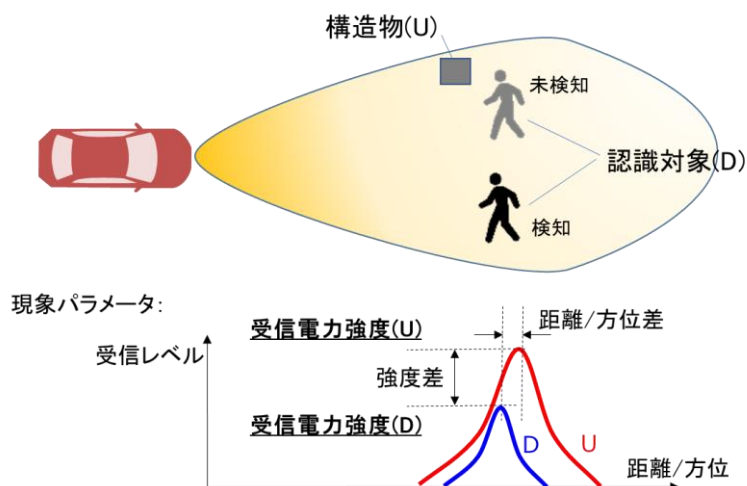 構造物(U)
未検知
認識対象(D)
検知
現象パラメータ:
受信電力強度(U)
距離/方位差
受信レベル
強度差
受信電力強度(D)
D
U
距離/方位